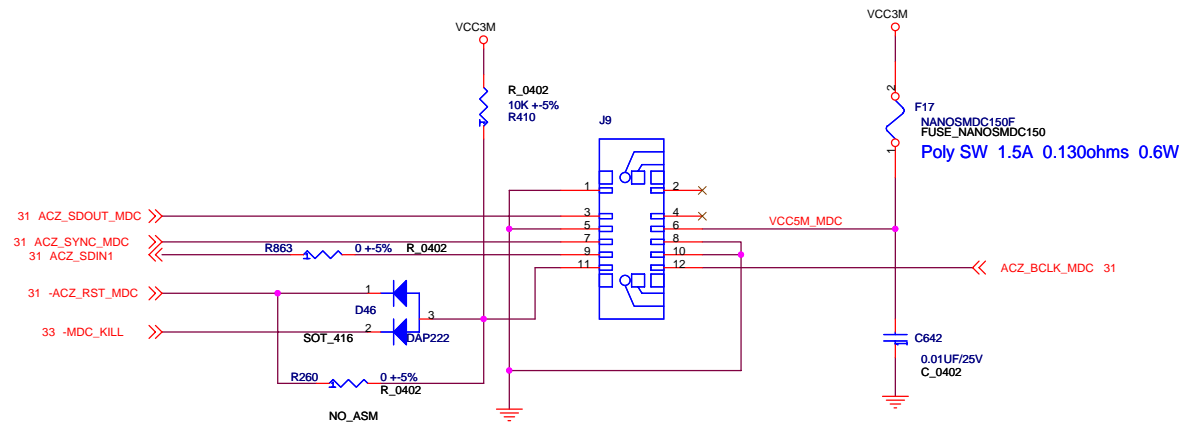 VCC3M
VCC3M
R_0402
10K +-5%
R410
2
F17
NANOSMDC150F
FUSE_NANOSMDC150
1
Poly SW 1.5A 0.130ohms 0.6W
J9
1
1 2
31 ACZ_SDOUT_MDC
3 4
5 6
VCC5M_MDC
31 ACZ_SYNC_MDC
7 8
31 ACZ_SDIN1
R863
1
0 +-5%
R_0402
9 10
11 12
ACZ_BCLK_MDC 31
31 -ACZ_RST_MDC
1
D46
3
33 -MDC_KILL
2
SOT_416
DAP222
C642
1
0.01UF/25V
C_0402
R260
1
0 +-5%
R_0402
NO_ASM